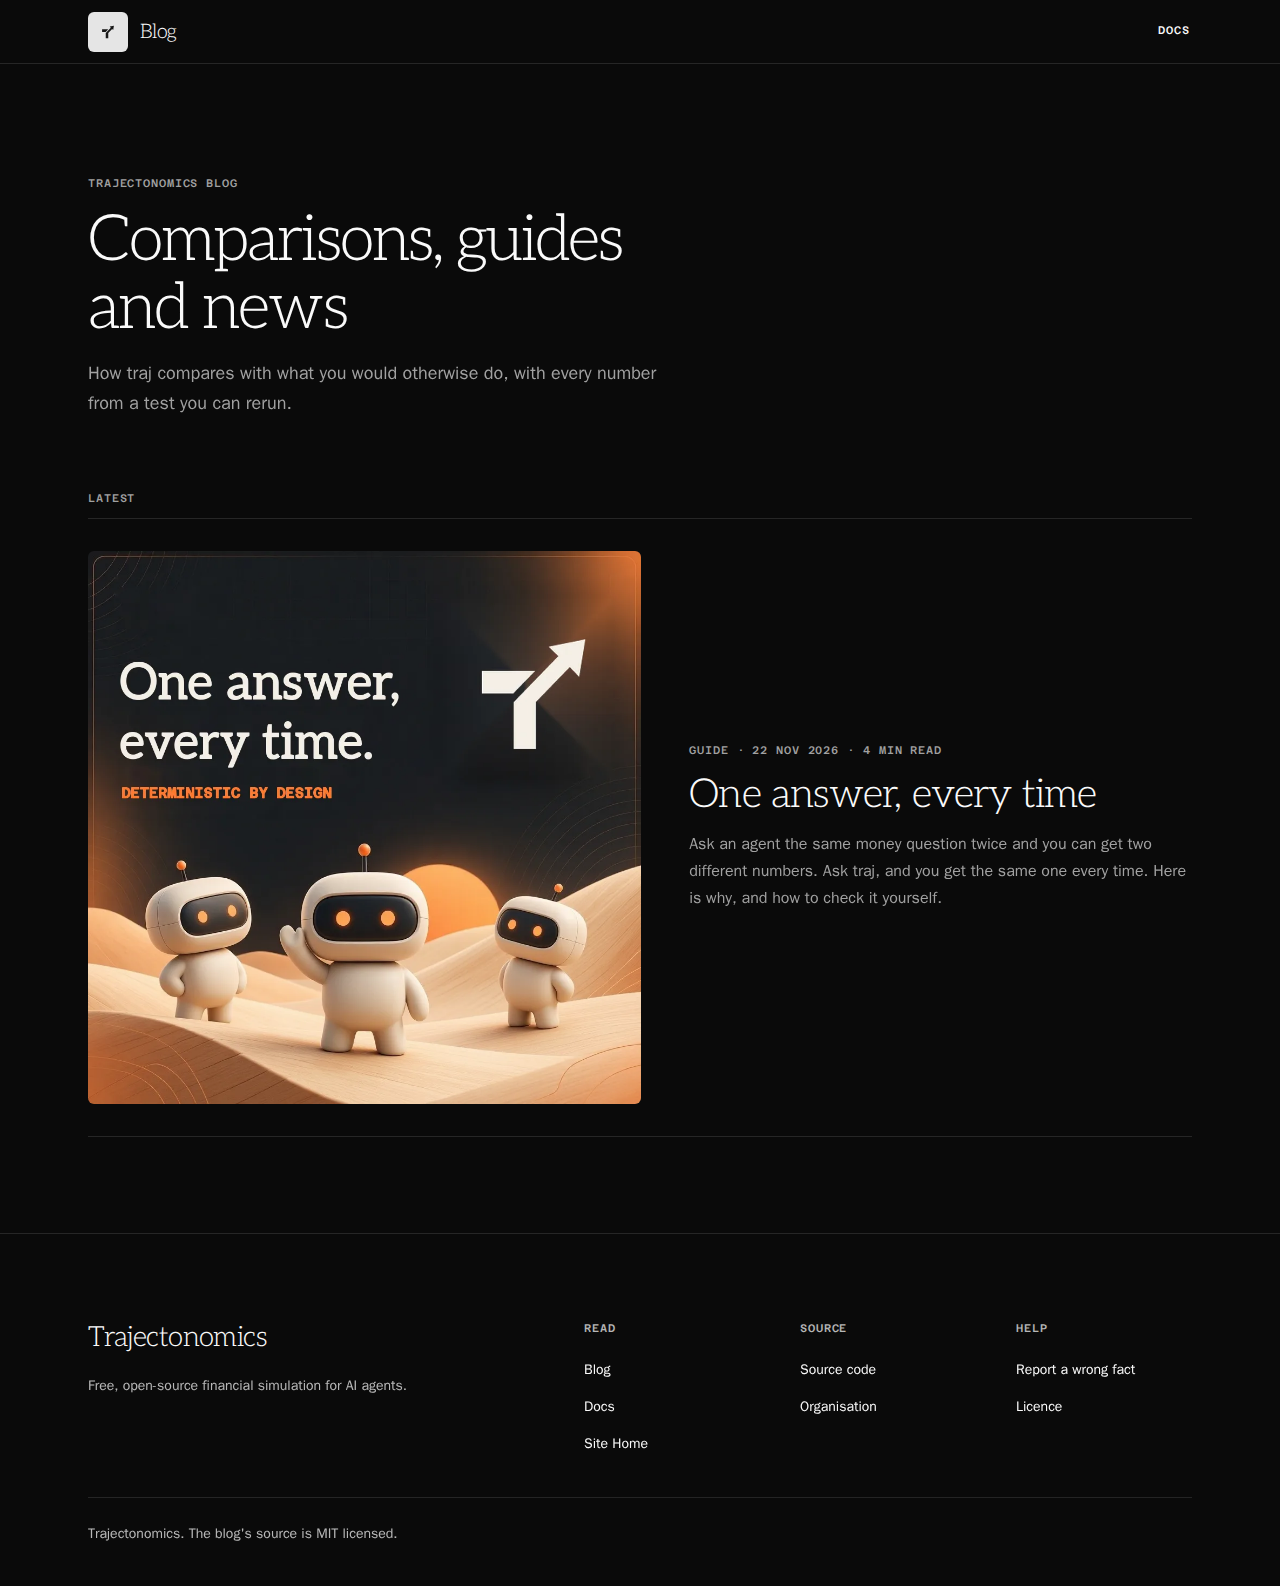 Blog
DOCS
TRAJECTONOMICS BLOG
Comparisons, guides
and news
How traj compares with what you would otherwise do, with every number
from a test you can rerun.
LATEST
One answer,
every time.
DETERMINISTIC BY DESIGN
GUIDE · 22 NOV 2026 · 4 MIN READ
One answer, every time
Ask an agent the same money question twice and you can get two
different numbers. Ask traj, and you get the same one every time. Here
is why, and how to check it yourself.
Trajectonomics
Free, open-source financial simulation for AI agents.
READ
Blog
Docs
Site Home
SOURCE
Source code
Organisation
HELP
Report a wrong fact
Licence
Trajectonomics. The blog's source is MIT licensed.